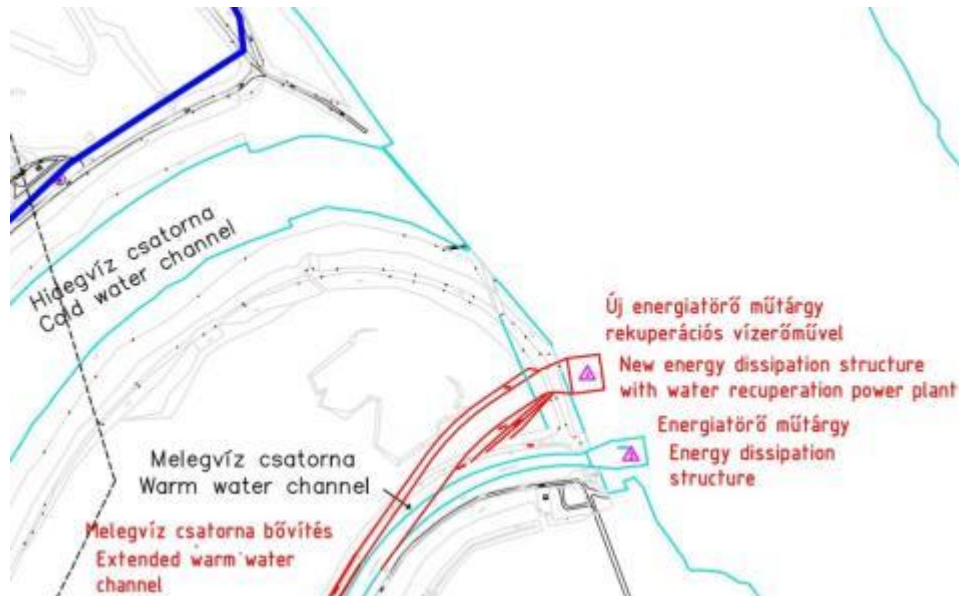 Hidegvíz csatorna
Cold water channel
Új energiatörő műtárgy
rekuperációs vízerőművel
New energy dissipation structure
with water recuperation power plant
Energiatörő műtárgy
Energy dissipation
structure
Melegvíz csatorna
Warm water channel
Melegvíz csatorna bővítés
Extended warm water
channel